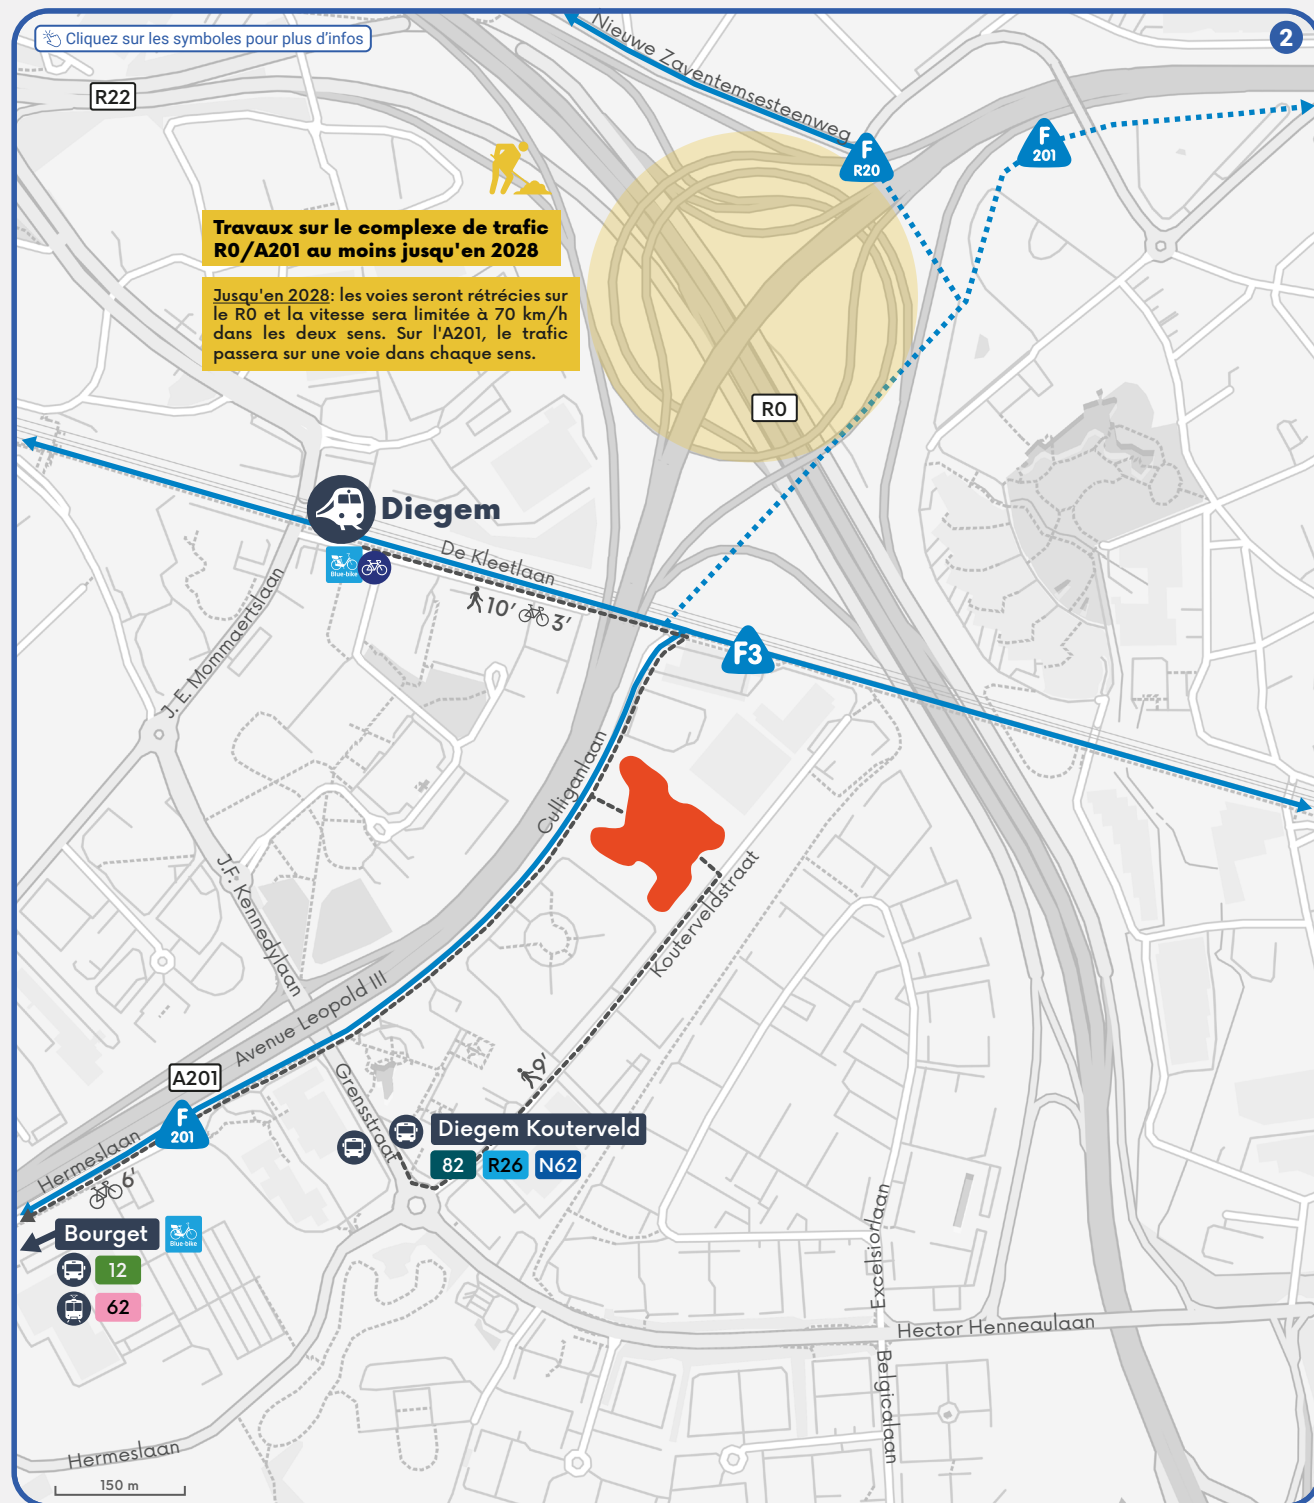 Cliquez sur les symboles pour plus d'infos
2
Nieuwe Zaventemsesteenweg
R22
F
R20
F
201
Travaux sur le complexe de trafic
R0/A201 au moins jusqu'en 2028
Jusqu'en 2028: les voies seront rétrécies sur
le R0 et la vitesse sera limitée à 70 km/h
dans les deux sens. Sur l'A201, le trafic
passera sur une voie dans chaque sens.
R0
Diegem
De Kleetlaan
Blue-bike
10' 3'
J. E. Mommaertslaan
F3
Culliganlaan
J.F. Kennedylaan
Kouterveldstraat
Avenue Leopold III
A201
9'
Grensstraat
F
201
Diegem Kouterveld
82 R26 N62
Hermeslaan
6'
Bourget
Blue-bike
12
62
Excelsiorlaan
Hector Henneaulaan
Belgicalaan
Hermeslaan
150 m